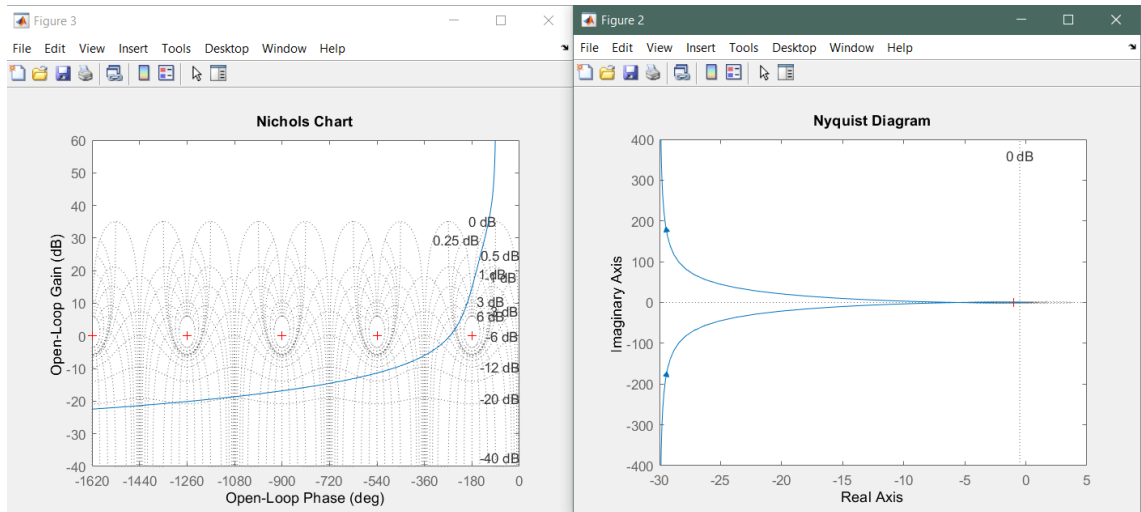 Figure 3
File Edit View Insert Tools Desktop Window Help
Nichols Chart
60
50
40
30
20
10
0
-10
-20
-30
-40
Open-Loop Gain (dB)
0 dB
0.25 dB
0.5 dB
1 dB
-1 dB
3 dB
-3 dB
6 dB
-6 dB
-12 dB
-20 dB
-40 dB
-1620 -1440 -1260 -1080 -900 -720 -540 -360 -180 0
Open-Loop Phase (deg)
Figure 2
File Edit View Insert Tools Desktop Window Help
Nyquist Diagram
400
300
200
100
0
-100
-200
-300
-400
Imaginary Axis
0 dB
-30 -25 -20 -15 -10 -5 0 5
Real Axis